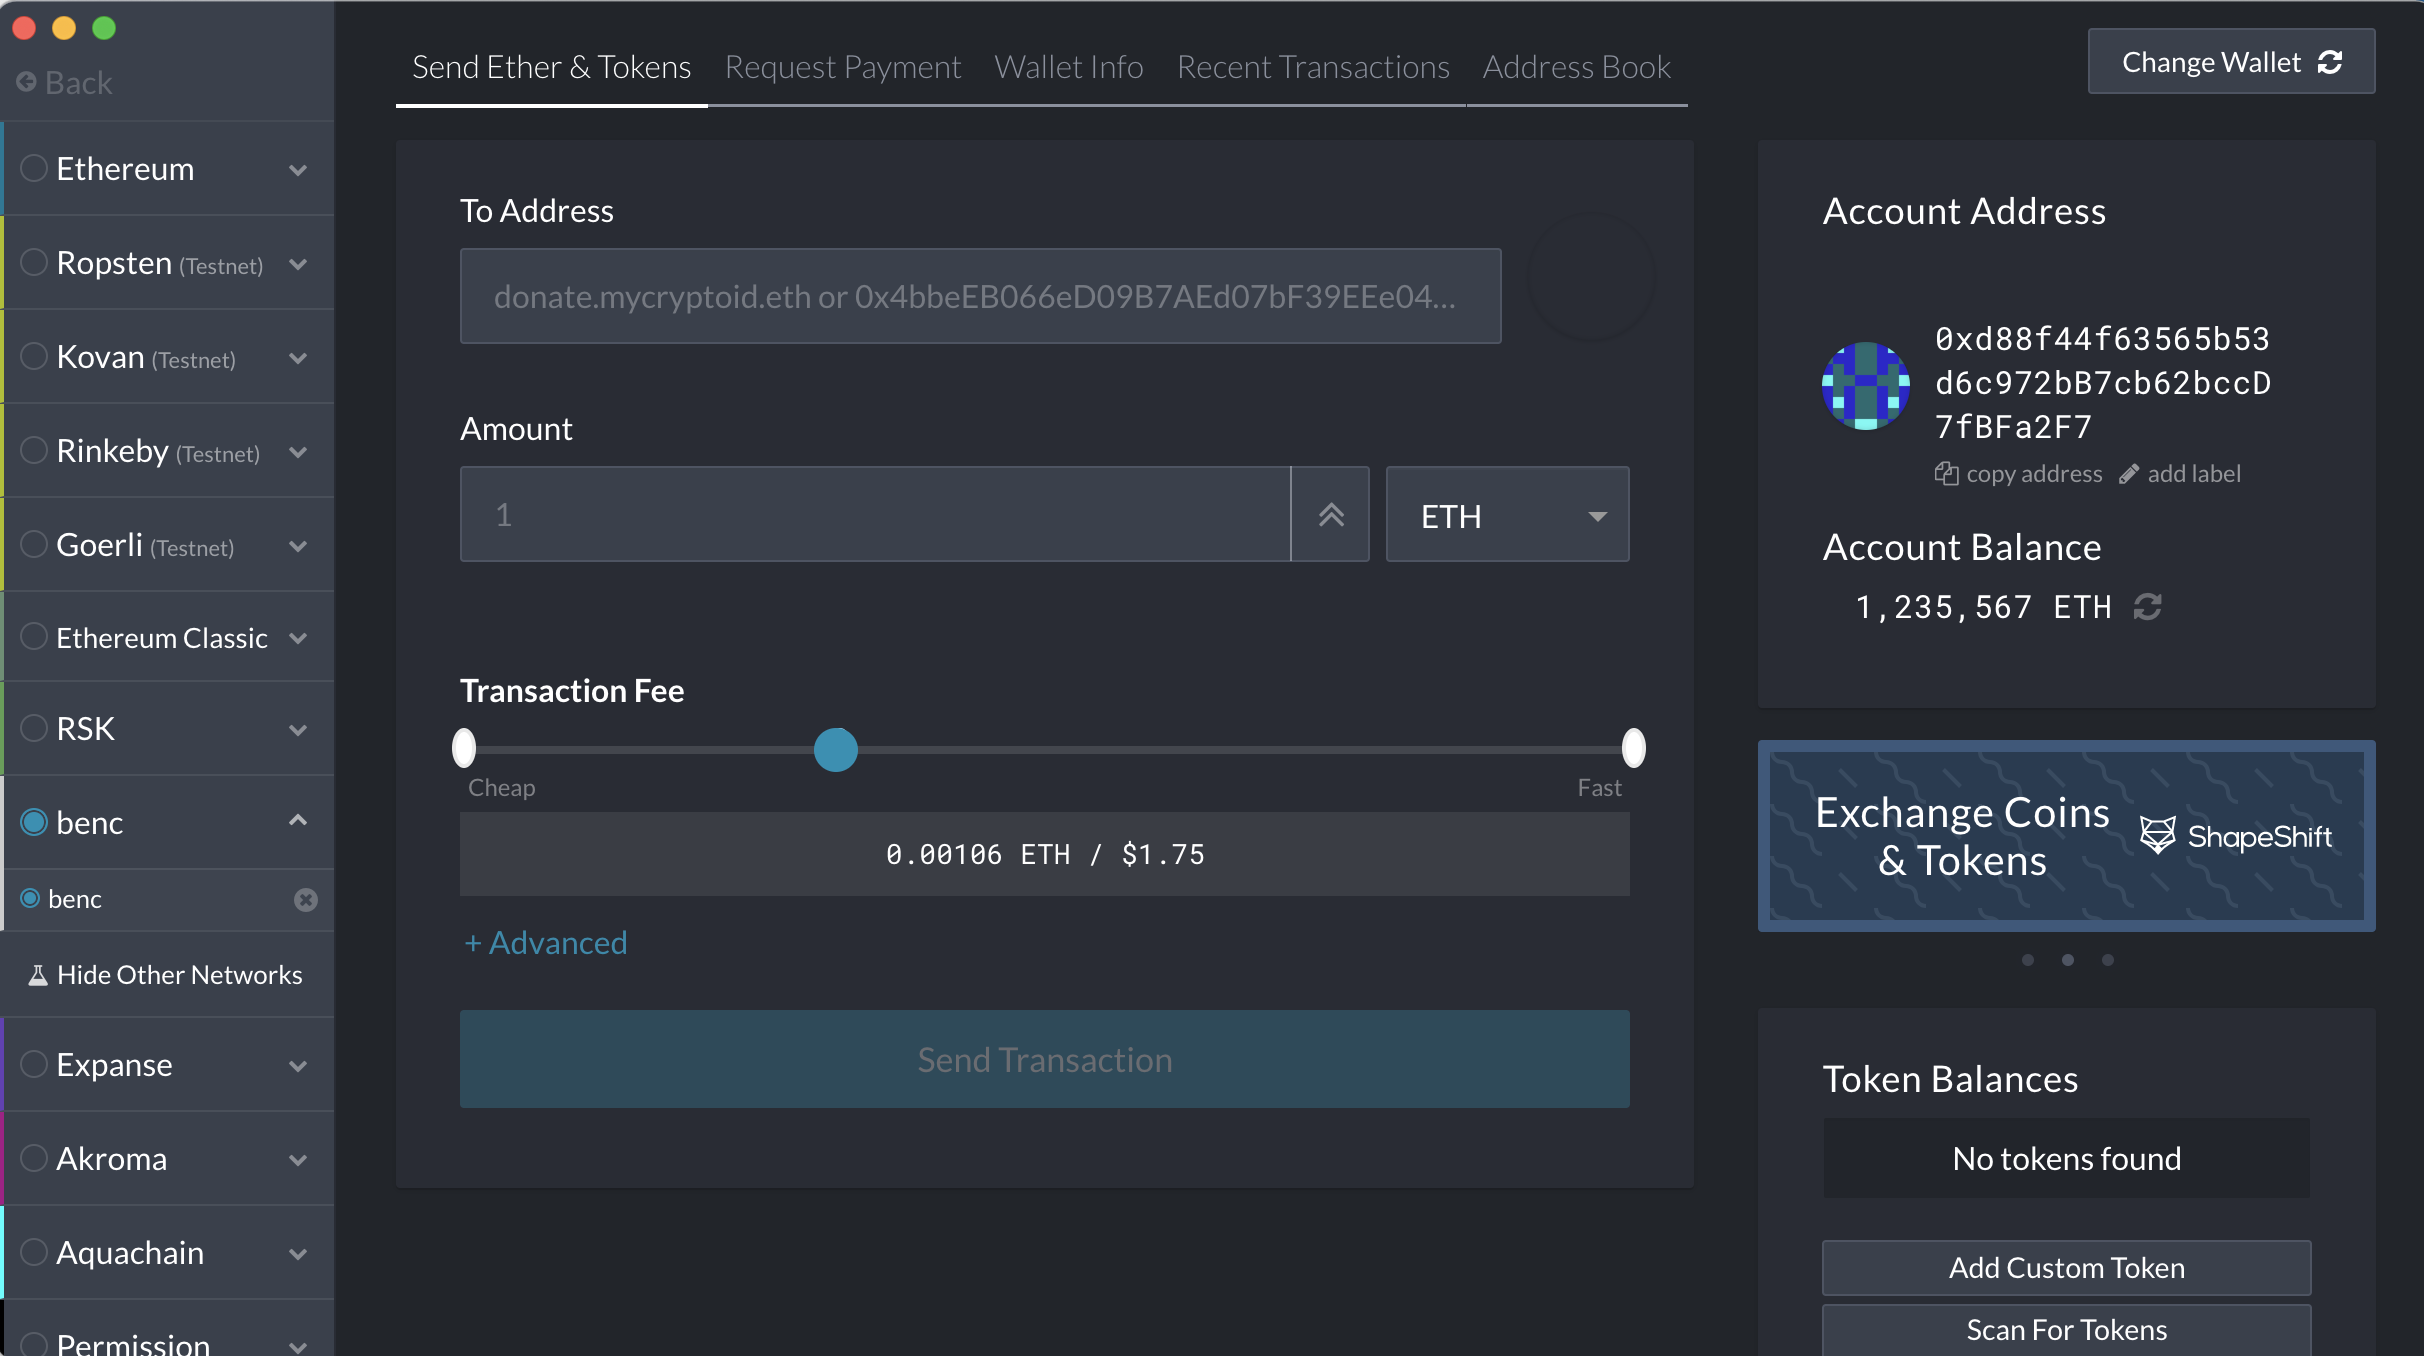 Back
Ethereum
Ropsten (Testnet)
Kovan (Testnet)
Rinkeby (Testnet)
Goerli (Testnet)
Ethereum Classic
RSK
benc
benc
Hide Other Networks
Expanse
Akroma
Aquachain
Permission
Send Ether & Tokens
Request Payment
Wallet Info
Recent Transactions
Address Book
Change Wallet
To Address
donate.mycryptoid.eth or 0x4bbeEB066eD09B7AEd07bF39EEe04...
Amount
1
ETH
Transaction Fee
Cheap
Fast
0.00106 ETH / $1.75
+ Advanced
Send Transaction
Account Address
0xd88f44f63565b53
d6c972bB7cb62bccD
7fBFa2F7
copy address
add label
Account Balance
1,235,567 ETH
Exchange Coins
& Tokens
ShapeShift
Token Balances
No tokens found
Add Custom Token
Scan For Tokens